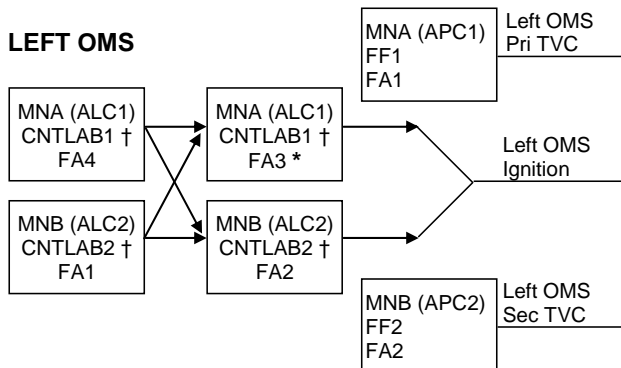 LEFT OMS
MNA (APC1)
FF1
FA1
Left OMS
Pri TVC
MNA (ALC1)
CNTLAB1 †
FA4
MNA (ALC1)
CNTLAB1 †
FA3 *
Left OMS
Ignition
MNB (ALC2)
CNTLAB2 †
FA1
MNB (ALC2)
CNTLAB2 †
FA2
MNB (APC2)
FF2
FA2
Left OMS
Sec TVC